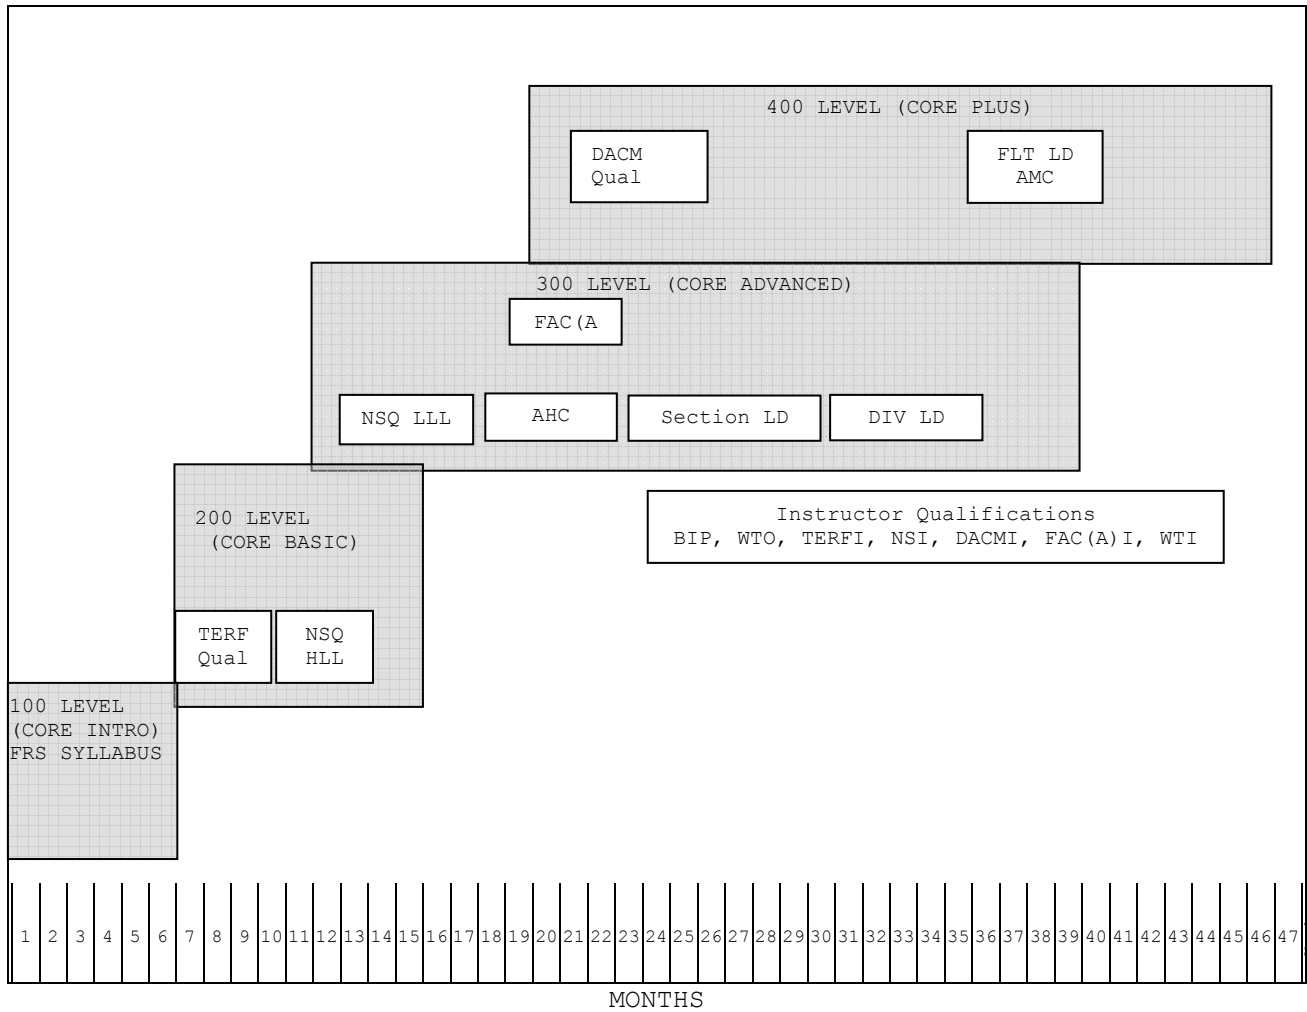 400 LEVEL (CORE PLUS)
DACM
Qual
FLT LD
AMC
300 LEVEL (CORE ADVANCED)
FAC(A
NSQ LLL
AHC
Section LD
DIV LD
200 LEVEL
(CORE BASIC)
Instructor Qualifications
BIP, WTO, TERFI, NSI, DACMI, FAC(A)I, WTI
TERF
Qual
NSQ
HLL
100 LEVEL
(CORE INTRO)
FRS SYLLABUS
1 2 3 4 5 6 7 8 9 10 11 12 13 14 15 16 17 18 19 20 21 22 23 24 25 26 27 28 29 30 31 32 33 34 35 36 37 38 39 40 41 42 43 44 45 46 47
MONTHS